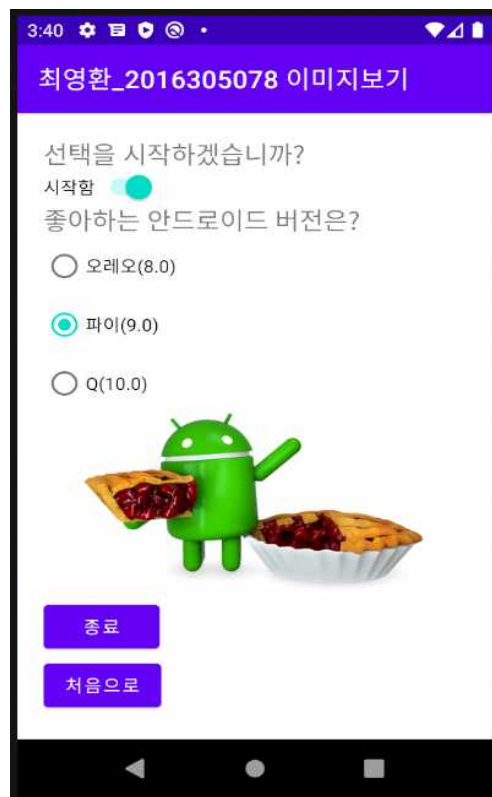 3:40
최영환_2016305078 이미지보기
선택을 시작하겠습니까?
시작함
좋아하는 안드로이드 버전은?
오레오(8.0)
파이(9.0)
Q(10.0)
종료
처음으로